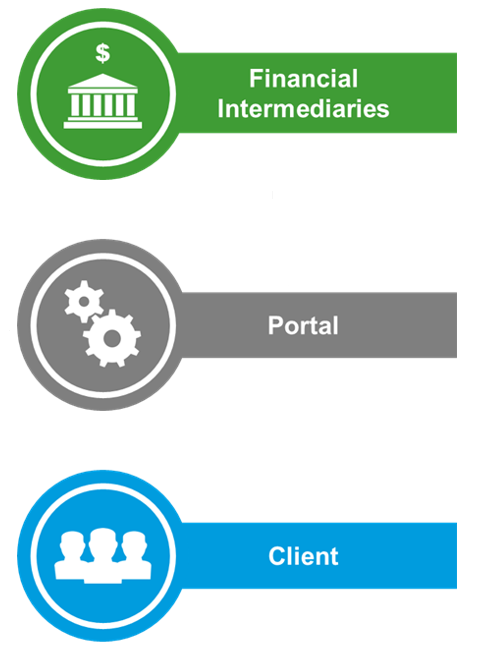 $
Financial
Intermediaries
Portal
Client